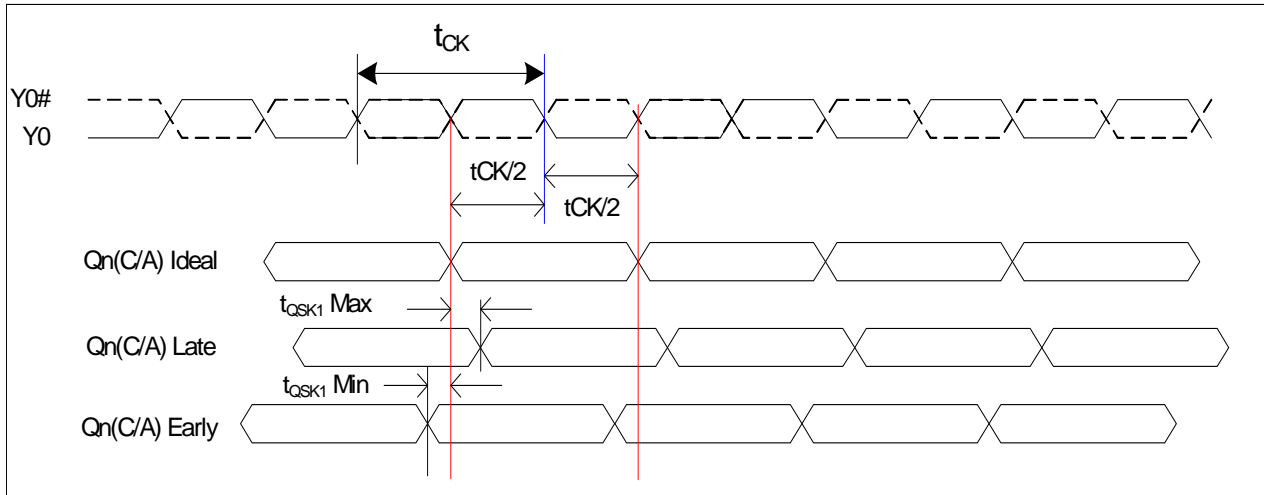 tCK
Y0#
Y0
tCK/2
tCK/2
Qn(C/A) Ideal
tQSK1 Max
Qn(C/A) Late
tQSK1 Min
Qn(C/A) Early